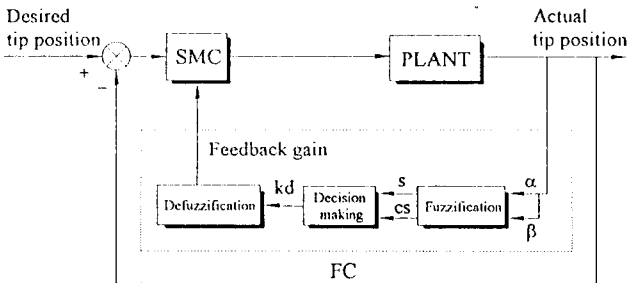 Desired
tip position
Actual
tip position
+
−
SMC
PLANT
Feedback gain
kd
s
cs
α
β
Defuzzification
Decision
making
Fuzzification
FC